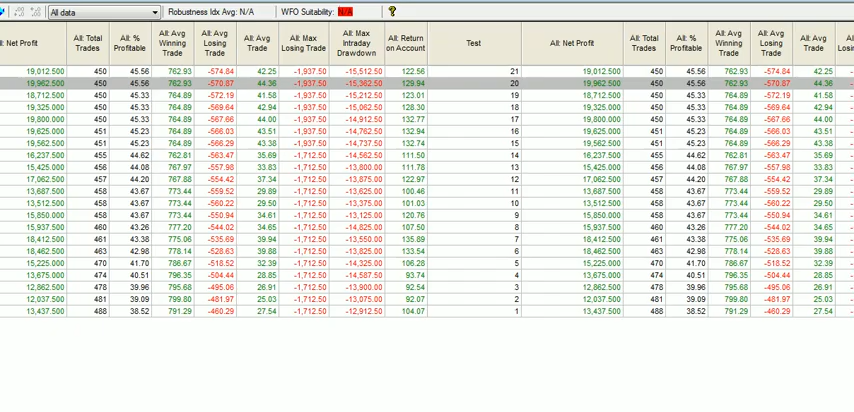 All data Robustness Idx Avg: N/A WFO Suitability: N/A ?
All: Net Profit All: Total Trades All: % Profitable All: Avg Winning Trade All: Avg Losing Trade All: Avg Trade All: Max Losing Trade All: Max Intraday Drawdown All: Return on Account Test All: Net Profit All: Total Trades All: % Profitable All: Avg Winning Trade All: Avg Losing Trade All: Avg Trade
19,012.500 450 45.56 762.93 -574.84 42.25 -1,937.50 -15,512.50 122.56 21 19,012.500 450 45.56 762.93 -574.84 42.25
19,962.500 450 45.56 762.93 -570.87 44.36 -1,937.50 -15,362.50 129.94 20 19,962.500 450 45.56 762.93 -570.87 44.36
18,712.500 450 45.33 764.89 -572.19 41.58 -1,937.50 -15,212.50 123.01 19 18,712.500 450 45.33 764.89 -572.19 41.58
19,325.000 450 45.33 764.89 -569.64 42.94 -1,937.50 -15,062.50 128.30 18 19,325.000 450 45.33 764.89 -569.64 42.94
19,800.000 450 45.33 764.89 -567.66 44.00 -1,937.50 -14,912.50 132.77 17 19,800.000 450 45.33 764.89 -567.66 44.00
19,625.000 451 45.23 764.89 -566.03 43.51 -1,937.50 -14,762.50 132.94 16 19,625.000 451 45.23 764.89 -566.03 43.51
19,562.500 451 45.23 764.89 -566.29 43.38 -1,937.50 -14,737.50 132.74 15 19,562.500 451 45.23 764.89 -566.29 43.38
16,237.500 455 44.62 762.81 -563.47 35.69 -1,712.50 -14,562.50 111.50 14 16,237.500 455 44.62 762.81 -563.47 35.69
15,425.000 456 44.08 767.97 -557.98 33.83 -1,712.50 -13,800.00 111.78 13 15,425.000 456 44.08 767.97 -557.98 33.83
17,062.500 457 44.20 767.88 -554.42 37.34 -1,712.50 -13,875.00 122.97 12 17,062.500 457 44.20 767.88 -554.42 37.34
13,687.500 458 43.67 773.44 -559.52 29.89 -1,712.50 -13,625.00 100.46 11 13,687.500 458 43.67 773.44 -559.52 29.89
13,512.500 458 43.67 773.44 -560.22 29.50 -1,712.50 -13,375.00 101.03 10 13,512.500 458 43.67 773.44 -560.22 29.50
15,850.000 458 43.67 773.44 -550.94 34.61 -1,712.50 -13,125.00 120.76 9 15,850.000 458 43.67 773.44 -550.94 34.61
15,937.500 460 43.26 777.20 -544.02 34.65 -1,712.50 -14,825.00 107.50 8 15,937.500 460 43.26 777.20 -544.02 34.65
18,412.500 461 43.38 775.06 -535.69 39.94 -1,712.50 -13,550.00 135.89 7 18,412.500 461 43.38 775.06 -535.69 39.94
18,462.500 463 42.98 778.14 -528.63 39.88 -1,712.50 -13,825.00 133.54 6 18,462.500 463 42.98 778.14 -528.63 39.88
15,225.000 470 41.70 786.67 -518.52 32.39 -1,712.50 -14,325.00 106.28 5 15,225.000 470 41.70 786.67 -518.52 32.39
13,675.000 474 40.51 796.35 -504.44 28.85 -1,712.50 -14,587.50 93.74 4 13,675.000 474 40.51 796.35 -504.44 28.85
12,862.500 478 39.96 795.68 -495.06 26.91 -1,712.50 -13,900.00 92.54 3 12,862.500 478 39.96 795.68 -495.06 26.91
12,037.500 481 39.09 799.80 -481.97 25.03 -1,712.50 -13,075.00 92.07 2 12,037.500 481 39.09 799.80 -481.97 25.03
13,437.500 488 38.52 791.29 -460.29 27.54 -1,712.50 -12,912.50 104.07 1 13,437.500 488 38.52 791.29 -460.29 27.54